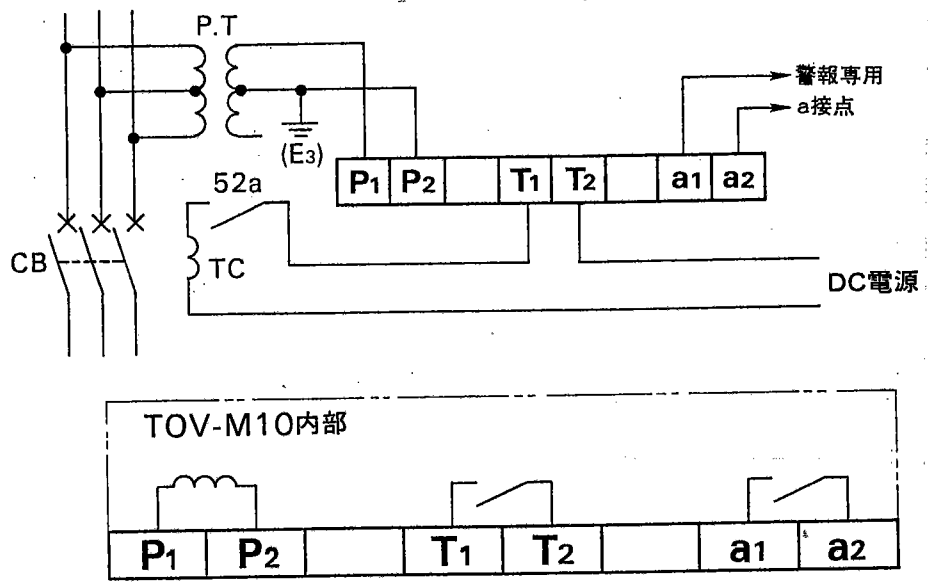 P.T
警報専用
a接点
(E3)
P1 P2 T1 T2 a1 a2
52a
TC
CB
DC電源
TOV-M10内部
P1 P2 T1 T2 a1 a2